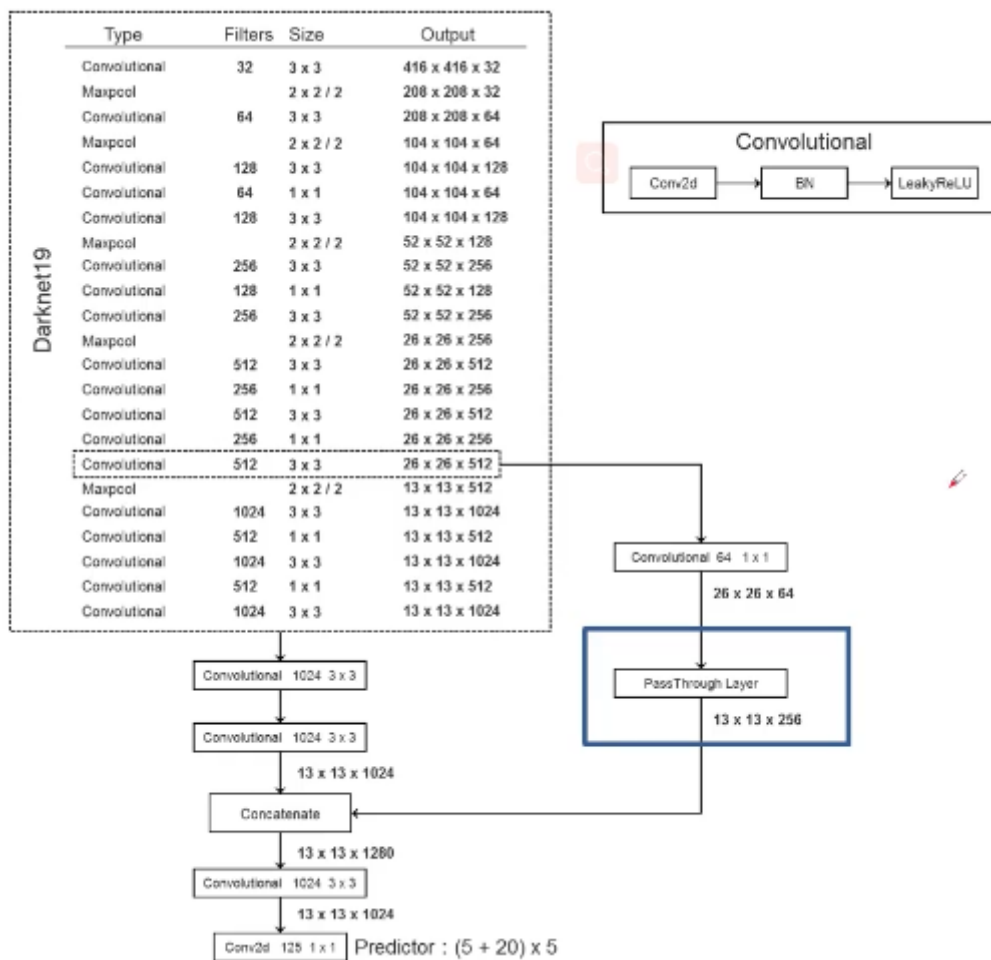 Type Filters Size Output
Convolutional 32 3 x 3 416 x 416 x 32
Maxpool 2 x 2 / 2 208 x 208 x 32
Convolutional 64 3 x 3 208 x 208 x 64
Maxpool 2 x 2 / 2 104 x 104 x 64
Convolutional 128 3 x 3 104 x 104 x 128
Convolutional 64 1 x 1 104 x 104 x 64
Convolutional 128 3 x 3 104 x 104 x 128
Maxpool 2 x 2 / 2 52 x 52 x 128
Convolutional 256 3 x 3 52 x 52 x 256
Convolutional 128 1 x 1 52 x 52 x 128
Convolutional 256 3 x 3 52 x 52 x 256
Maxpool 2 x 2 / 2 26 x 26 x 256
Convolutional 512 3 x 3 26 x 26 x 512
Convolutional 256 1 x 1 26 x 26 x 256
Convolutional 512 3 x 3 26 x 26 x 512
Convolutional 256 1 x 1 26 x 26 x 256
Convolutional 512 3 x 3 26 x 26 x 512
Maxpool 2 x 2 / 2 13 x 13 x 512
Convolutional 1024 3 x 3 13 x 13 x 1024
Convolutional 512 1 x 1 13 x 13 x 512
Convolutional 1024 3 x 3 13 x 13 x 1024
Convolutional 512 1 x 1 13 x 13 x 512
Convolutional 1024 3 x 3 13 x 13 x 1024
Darknet19
Convolutional
Conv2d BN LeakyReLU
Convolutional 64 1 x 1
26 x 26 x 64
PassThrough Layer
13 x 13 x 256
Convolutional 1024 3 x 3
Convolutional 1024 3 x 3
13 x 13 x 1024
Concatenate
13 x 13 x 1280
Convolutional 1024 3 x 3
13 x 13 x 1024
Conv2d 125 1 x 1 Predictor : (5 + 20) x 5